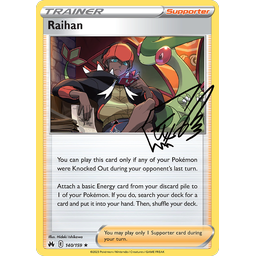 TRAINER
Supporter
Raihan
You can play this card only if any of your Pokémon
were Knocked Out during your opponent's last turn.
Attach a basic Energy card from your discard pile to
1 of your Pokémon. If you do, search your deck for a
card and put it into your hand. Then, shuffle your deck.
Illus. Hideki Ishikawa
140/159 ★
You may play only 1 Supporter card during your
turn.